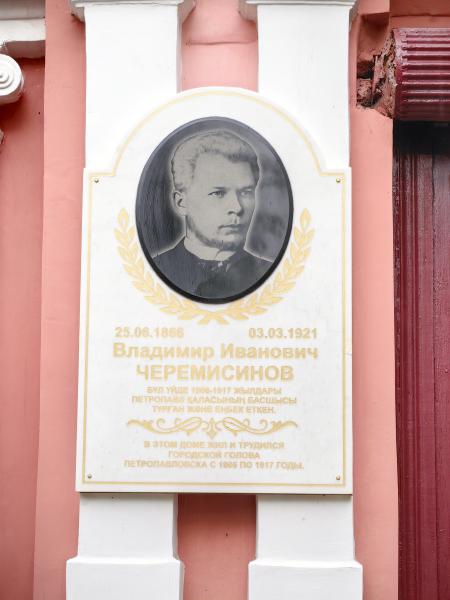 25.06.1866 03.03.1921
Владимир Иванович
ЧЕРЕМИСИНОВ
БҰЛ ҮЙДЕ 1906-1917 ЖЫЛДАРЫ
ПЕТРОПАВЛ ҚАЛАСЫНЫҢ БАСШЫСЫ
ТҰРҒАН ЖӘНЕ ЕҢБЕК ЕТКЕН.
В ЭТОМ ДОМЕ ЖИЛ И ТРУДИЛСЯ
ГОРОДСКОЙ ГОЛОВА
ПЕТРОПАВЛОВСКА С 1906 ПО 1917 ГОДЫ.